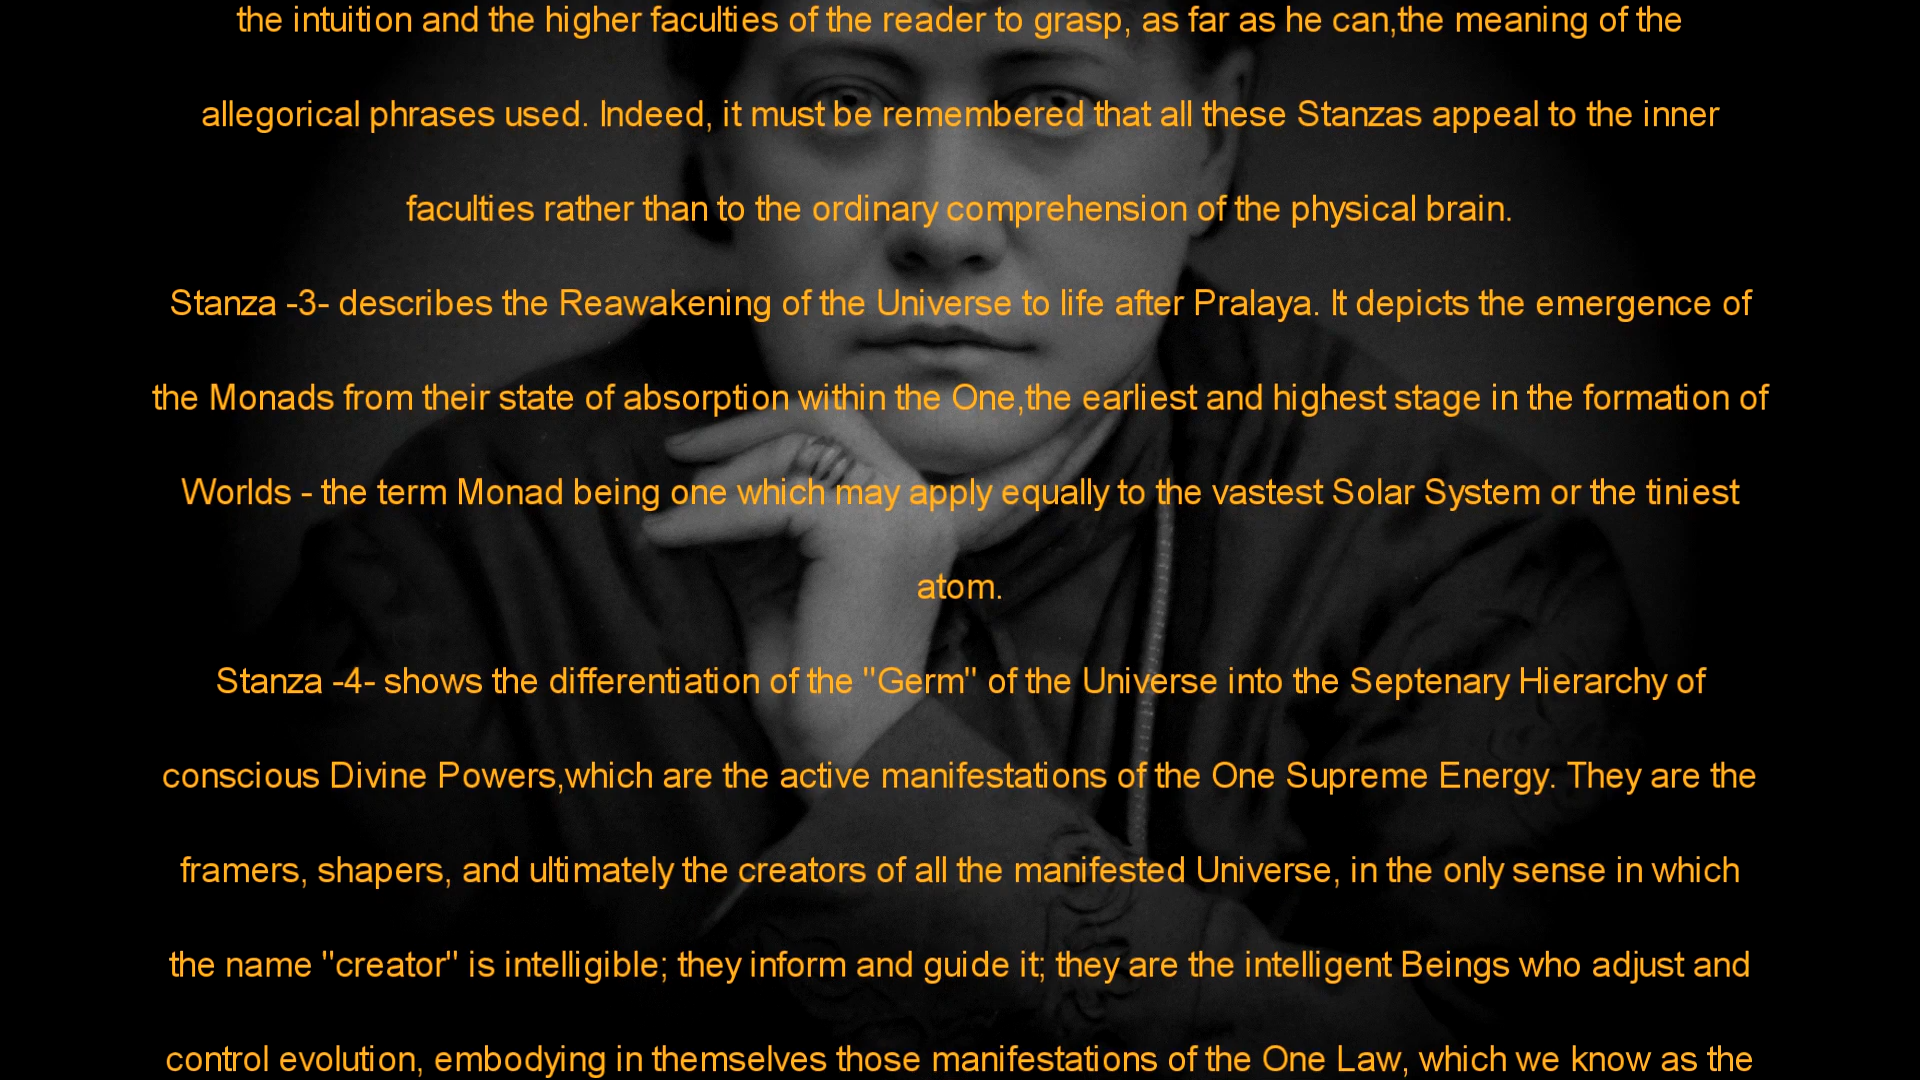 the intuition and the higher faculties of the reader to grasp, as far as he can,the meaning of the
allegorical phrases used. Indeed, it must be remembered that all these Stanzas appeal to the inner
faculties rather than to the ordinary comprehension of the physical brain.
Stanza -3- describes the Reawakening of the Universe to life after Pralaya. It depicts the emergence of
the Monads from their state of absorption within the One,the earliest and highest stage in the formation of
Worlds - the term Monad being one which may apply equally to the vastest Solar System or the tiniest
atom.
Stanza -4- shows the differentiation of the "Germ" of the Universe into the Septenary Hierarchy of
conscious Divine Powers,which are the active manifestations of the One Supreme Energy. They are the
framers, shapers, and ultimately the creators of all the manifested Universe, in the only sense in which
the name "creator" is intelligible; they inform and guide it; they are the intelligent Beings who adjust and
control evolution, embodying in themselves those manifestations of the One Law, which we know as the